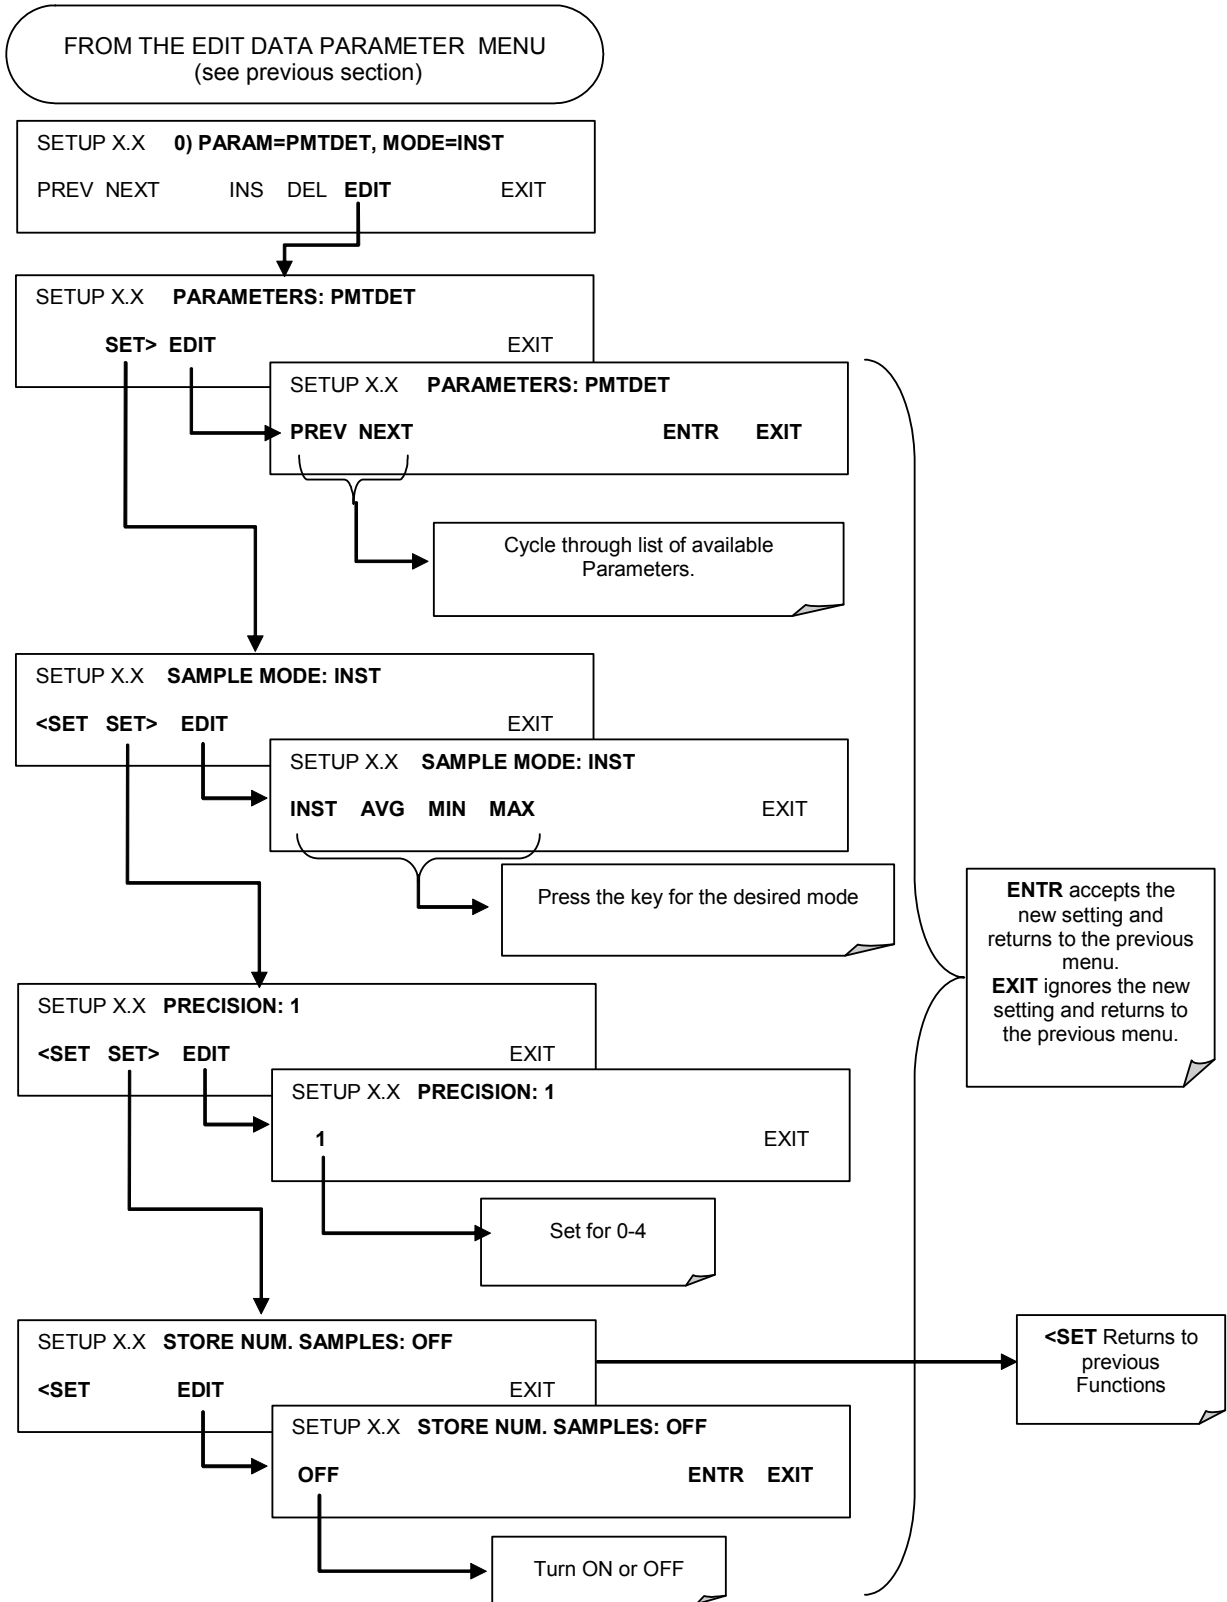 FROM THE EDIT DATA PARAMETER MENU
(see previous section)
SETUP X.X 0) PARAM=PMTDET, MODE=INST
PREV NEXT INS DEL EDIT EXIT
SETUP X.X PARAMETERS: PMTDET
SET> EDIT EXIT
SETUP X.X PARAMETERS: PMTDET
PREV NEXT ENTR EXIT
Cycle through list of available
Parameters.
SETUP X.X SAMPLE MODE: INST
<SET SET> EDIT EXIT
SETUP X.X SAMPLE MODE: INST
INST AVG MIN MAX EXIT
Press the key for the desired mode
ENTR accepts the
new setting and
returns to the previous
menu.
EXIT ignores the new
setting and returns to
the previous menu.
SETUP X.X PRECISION: 1
<SET SET> EDIT EXIT
SETUP X.X PRECISION: 1
1 EXIT
Set for 0-4
SETUP X.X STORE NUM. SAMPLES: OFF
<SET EDIT EXIT
<SET Returns to
previous
Functions
SETUP X.X STORE NUM. SAMPLES: OFF
OFF ENTR EXIT
Turn ON or OFF